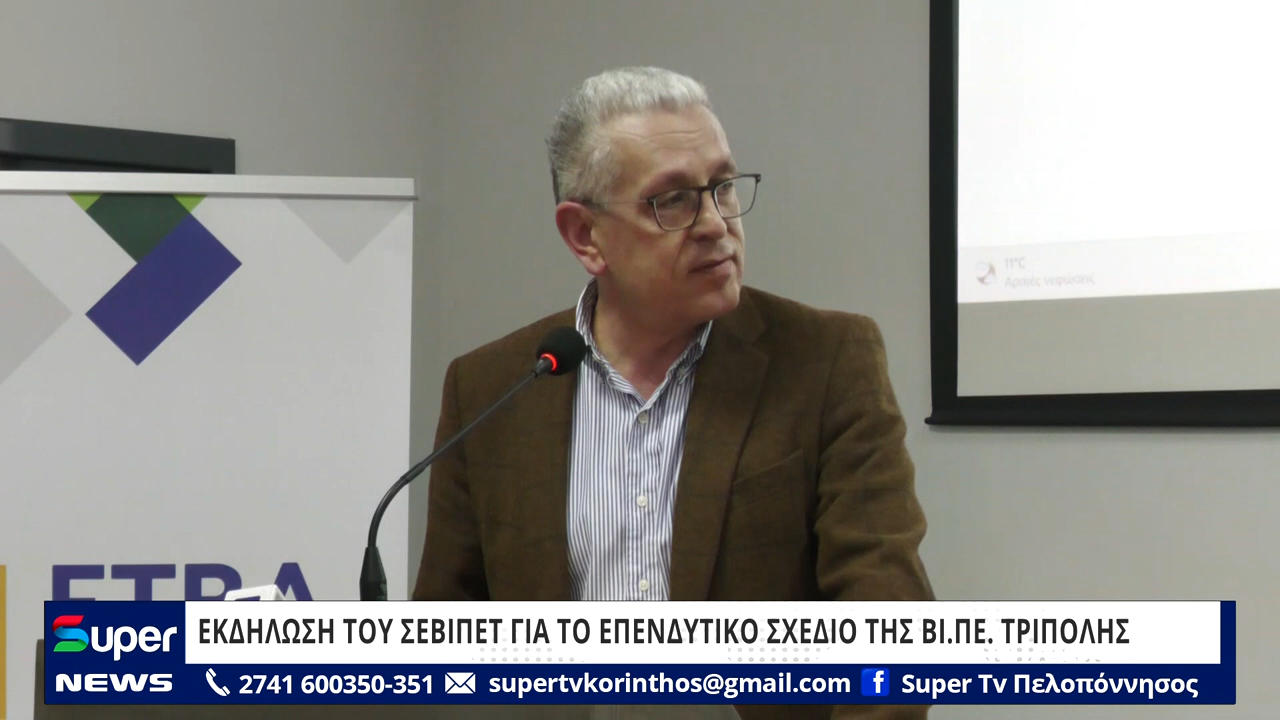 11°C
Αραιές νεφώσεις
ΕΤΒΑ
Super
NEWS
ΕΚΔΗΛΩΣΗ ΤΟΥ ΣΕΒΙΠΕΤ ΓΙΑ ΤΟ ΕΠΕΝΔΥΤΙΚΟ ΣΧΕΔΙΟ ΤΗΣ ΒΙ.ΠΕ. ΤΡΙΠΟΛΗΣ
2741 600350-351 supertvkorinthos@gmail.com f Super Tv Πελοπόννησος